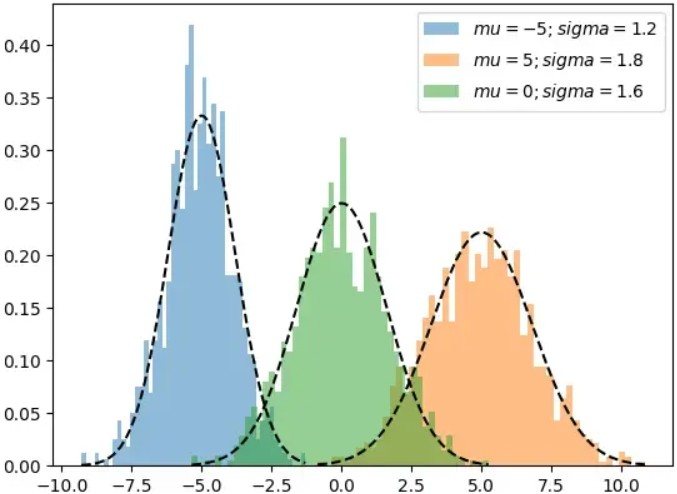 0.40
0.35
0.30
0.25
0.20
0.15
0.10
0.05
0.00
mu = −5; sigma = 1.2
mu = 5; sigma = 1.8
mu = 0; sigma = 1.6
−10.0 −7.5 −5.0 −2.5 0.0 2.5 5.0 7.5 10.0